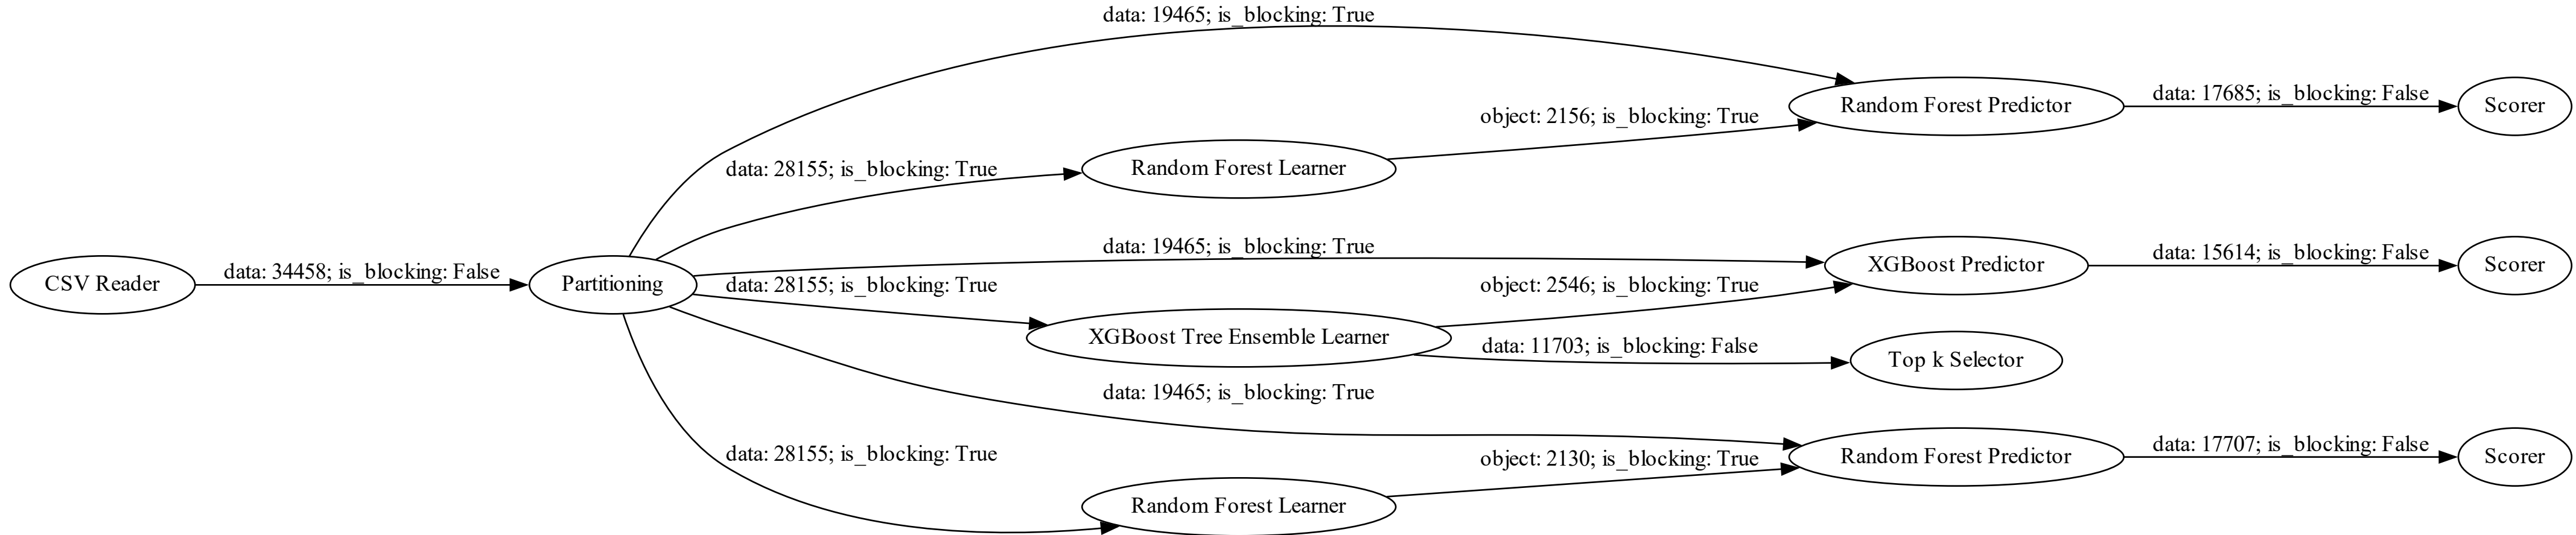 data: 19465; is_blocking: True
Random Forest Predictor
data: 17685; is_blocking: False
Scorer
object: 2156; is_blocking: True
data: 28155; is_blocking: True
Random Forest Learner
CSV Reader
data: 34458; is_blocking: False
Partitioning
data: 19465; is_blocking: True
XGBoost Predictor
data: 15614; is_blocking: False
Scorer
data: 28155; is_blocking: True
object: 2546; is_blocking: True
XGBoost Tree Ensemble Learner
data: 11703; is_blocking: False
Top k Selector
data: 19465; is_blocking: True
Random Forest Predictor
data: 17707; is_blocking: False
Scorer
data: 28155; is_blocking: True
object: 2130; is_blocking: True
Random Forest Learner